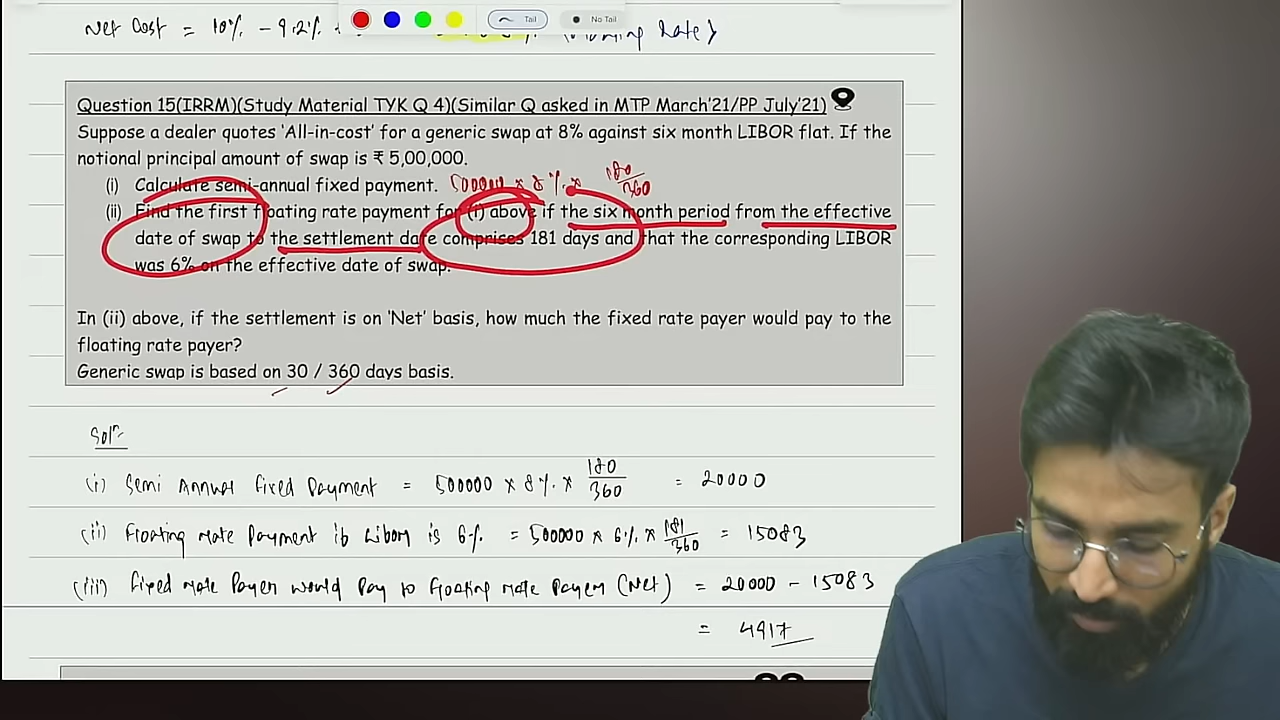 Net Cost = 10% - 9.2%
Tail
No Tail
Question 15(IRRM)(Study Material TYK Q 4)(Similar Q asked in MTP March'21/PP July'21)
Suppose a dealer quotes 'All-in-cost' for a generic swap at 8% against six month LIBOR flat. If the
notional principal amount of swap is ₹ 5,00,000.
(i) Calculate semi-annual fixed payment. 500000 × 8% × 180/360
(ii) Find the first floating rate payment for (i) above if the six month period from the effective
date of swap to the settlement date comprises 181 days and that the corresponding LIBOR
was 6% on the effective date of swap.
In (ii) above, if the settlement is on 'Net' basis, how much the fixed rate payer would pay to the
floating rate payer?
Generic swap is based on 30 / 360 days basis.
Solⁿ
(i) Semi Annual Fixed Payment = 500000 × 8% × 180/360 = 20000
(ii) Floating Rate Payment if Libor is 6% = 500000 × 6% × 181/360 = 15083
(iii) Fixed Rate Payer would Pay to Floating Rate Payer (Net) = 20000 - 15083
= 4917